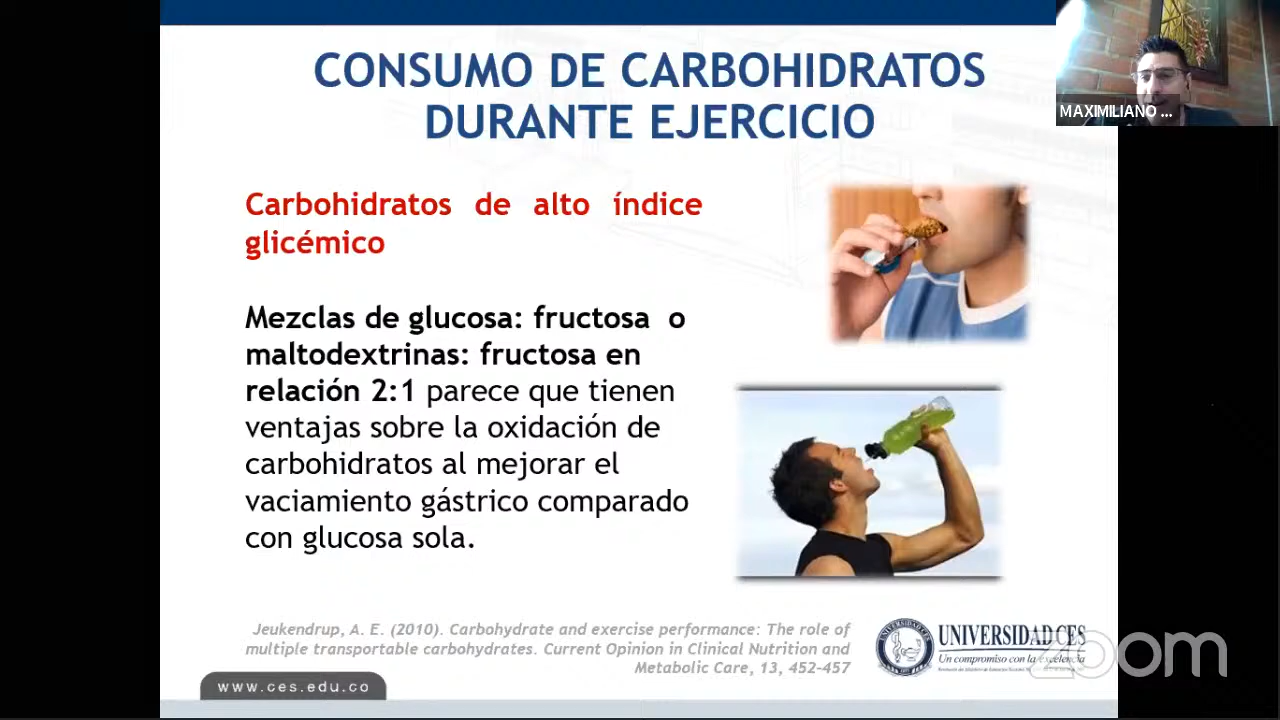 CONSUMO DE CARBOHIDRATOS
DURANTE EJERCICIO
MAXIMILIANO ...
Carbohidratos de alto índice
glicémico
Mezclas de glucosa: fructosa o
maltodextrinas: fructosa en
relación 2:1 parece que tienen
ventajas sobre la oxidación de
carbohidratos al mejorar el
vaciamiento gástrico comparado
con glucosa sola.
Jeukendrup, A. E. (2010). Carbohydrate and exercise performance: The role of
multiple transportable carbohydrates. Current Opinion in Clinical Nutrition and
Metabolic Care, 13, 452-457
UNIVERSIDAD CES
Un compromiso con la excelencia
zoom
www.ces.edu.co